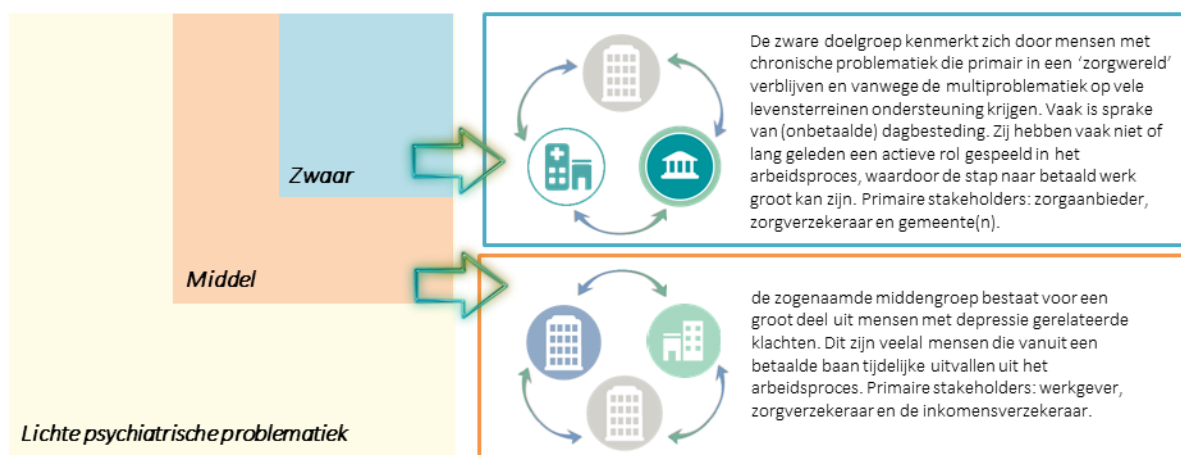 Zwaar
Middel
Lichte psychiatrische problematiek
De zware doelgroep kenmerkt zich door mensen met
chronische problematiek die primair in een ‘zorgwereld’
verblijven en vanwege de multiproblematiek op vele
levensterreinen ondersteuning krijgen. Vaak is sprake
van (onbetaalde) dagbesteding. Zij hebben vaak niet of
lang geleden een actieve rol gespeeld in het
arbeidsproces, waardoor de stap naar betaald werk
groot kan zijn. Primaire stakeholders: zorgaanbieder,
zorgverzekeraar en gemeente(n).
de zogenaamde middengroep bestaat voor een
groot deel uit mensen met depressie gerelateerde
klachten. Dit zijn veelal mensen die vanuit een
betaalde baan tijdelijke uitvallen uit het
arbeidsproces. Primaire stakeholders: werkgever,
zorgverzekeraar en de inkomensverzekeraar.